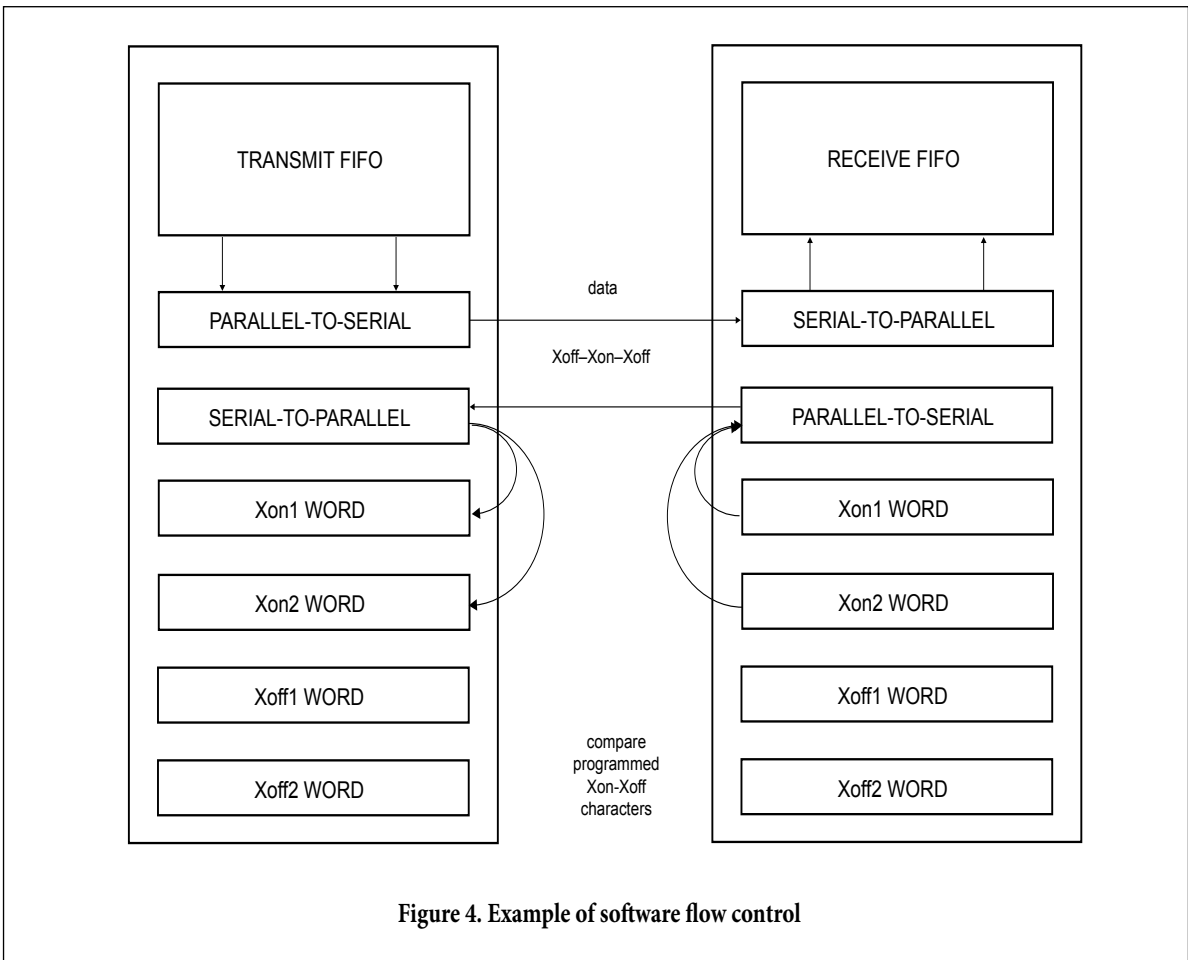 TRANSMIT FIFO
PARALLEL-TO-SERIAL
SERIAL-TO-PARALLEL
Xon1 WORD
Xon2 WORD
Xoff1 WORD
Xoff2 WORD
data
Xoff–Xon–Xoff
compare
programmed
Xon-Xoff
characters
RECEIVE FIFO
SERIAL-TO-PARALLEL
PARALLEL-TO-SERIAL
Xon1 WORD
Xon2 WORD
Xoff1 WORD
Xoff2 WORD
Figure 4. Example of software flow control